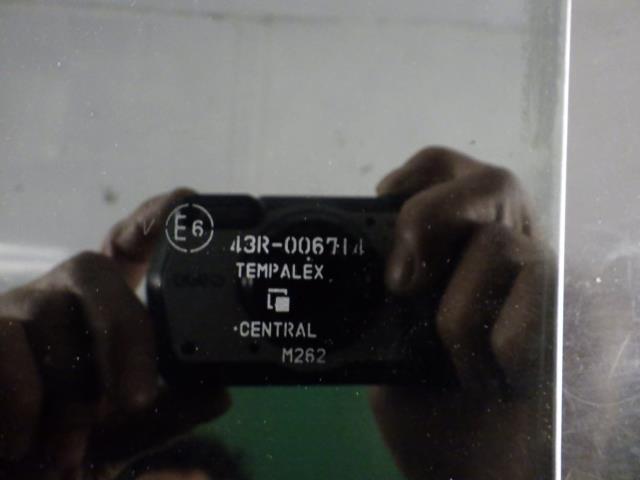 E6
43R-006714
TEMPALEX
CENTRAL
M262